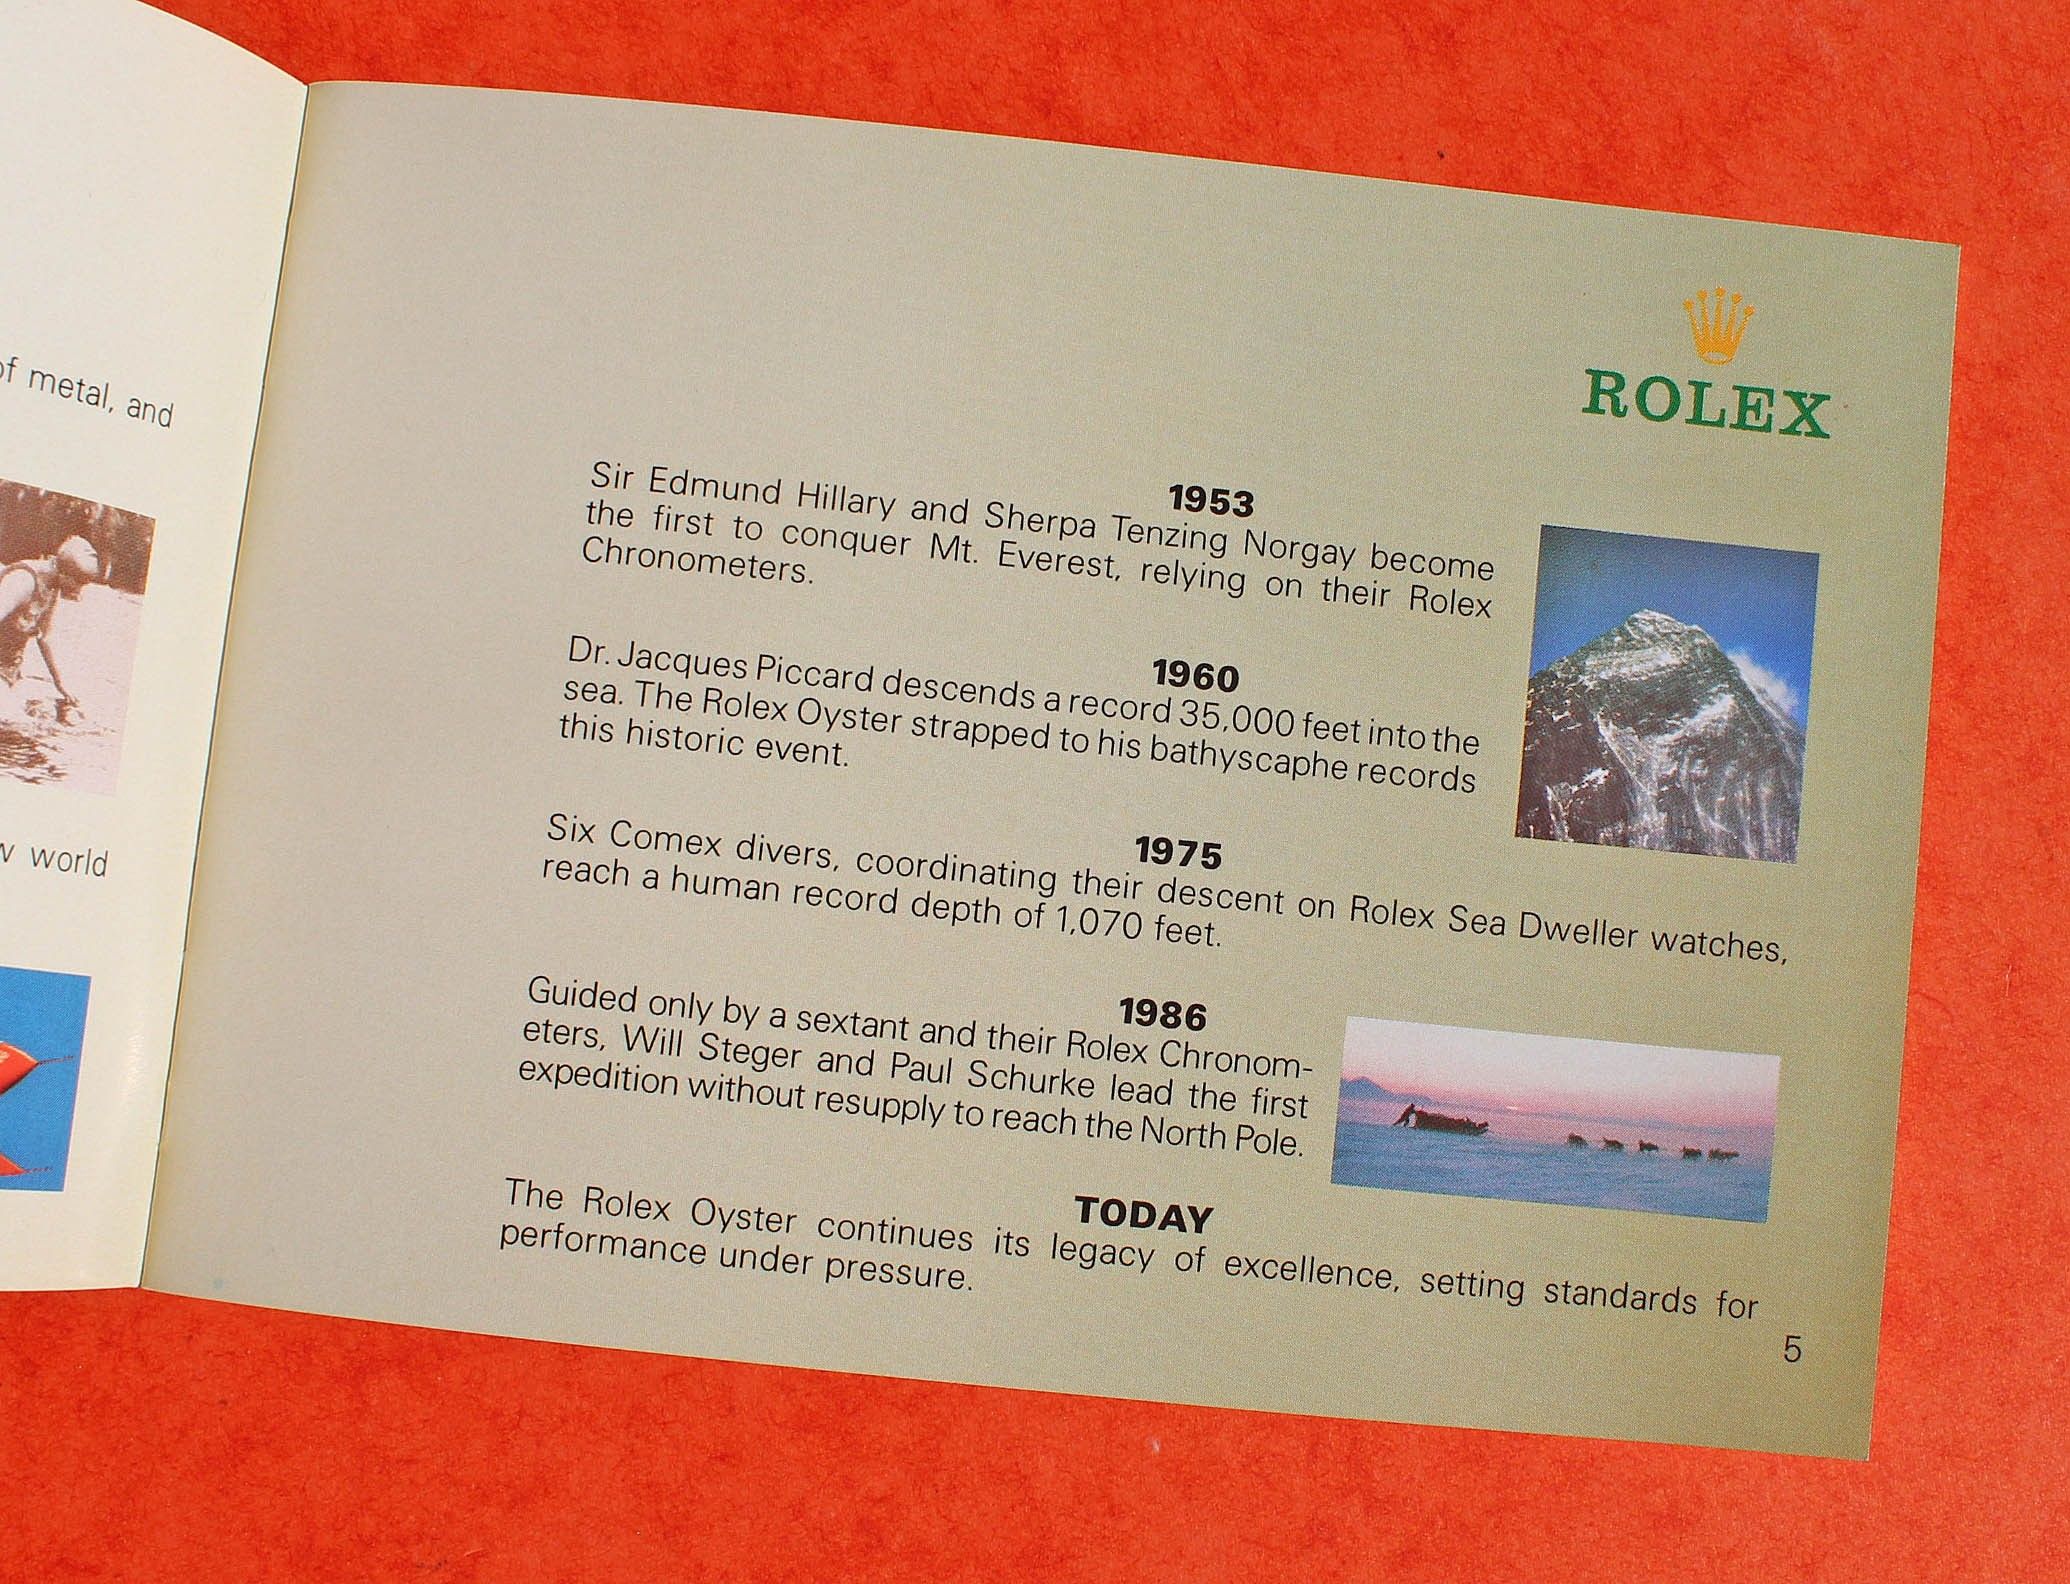 of metal, and
world
ROLEX
1953
Sir Edmund Hillary and Sherpa Tenzing Norgay become
the first to conquer Mt. Everest, relying on their Rolex
Chronometers.
1960
Dr. Jacques Piccard descends a record 35,000 feet into the
sea. The Rolex Oyster strapped to his bathyscaphe records
this historic event.
1975
Six Comex divers, coordinating their descent on Rolex Sea Dweller watches,
reach a human record depth of 1,070 feet.
1986
Guided only by a sextant and their Rolex Chronom-
eters, Will Steger and Paul Schurke lead the first
expedition without resupply to reach the North Pole.
TODAY
The Rolex Oyster continues its legacy of excellence, setting standards for
performance under pressure.
5